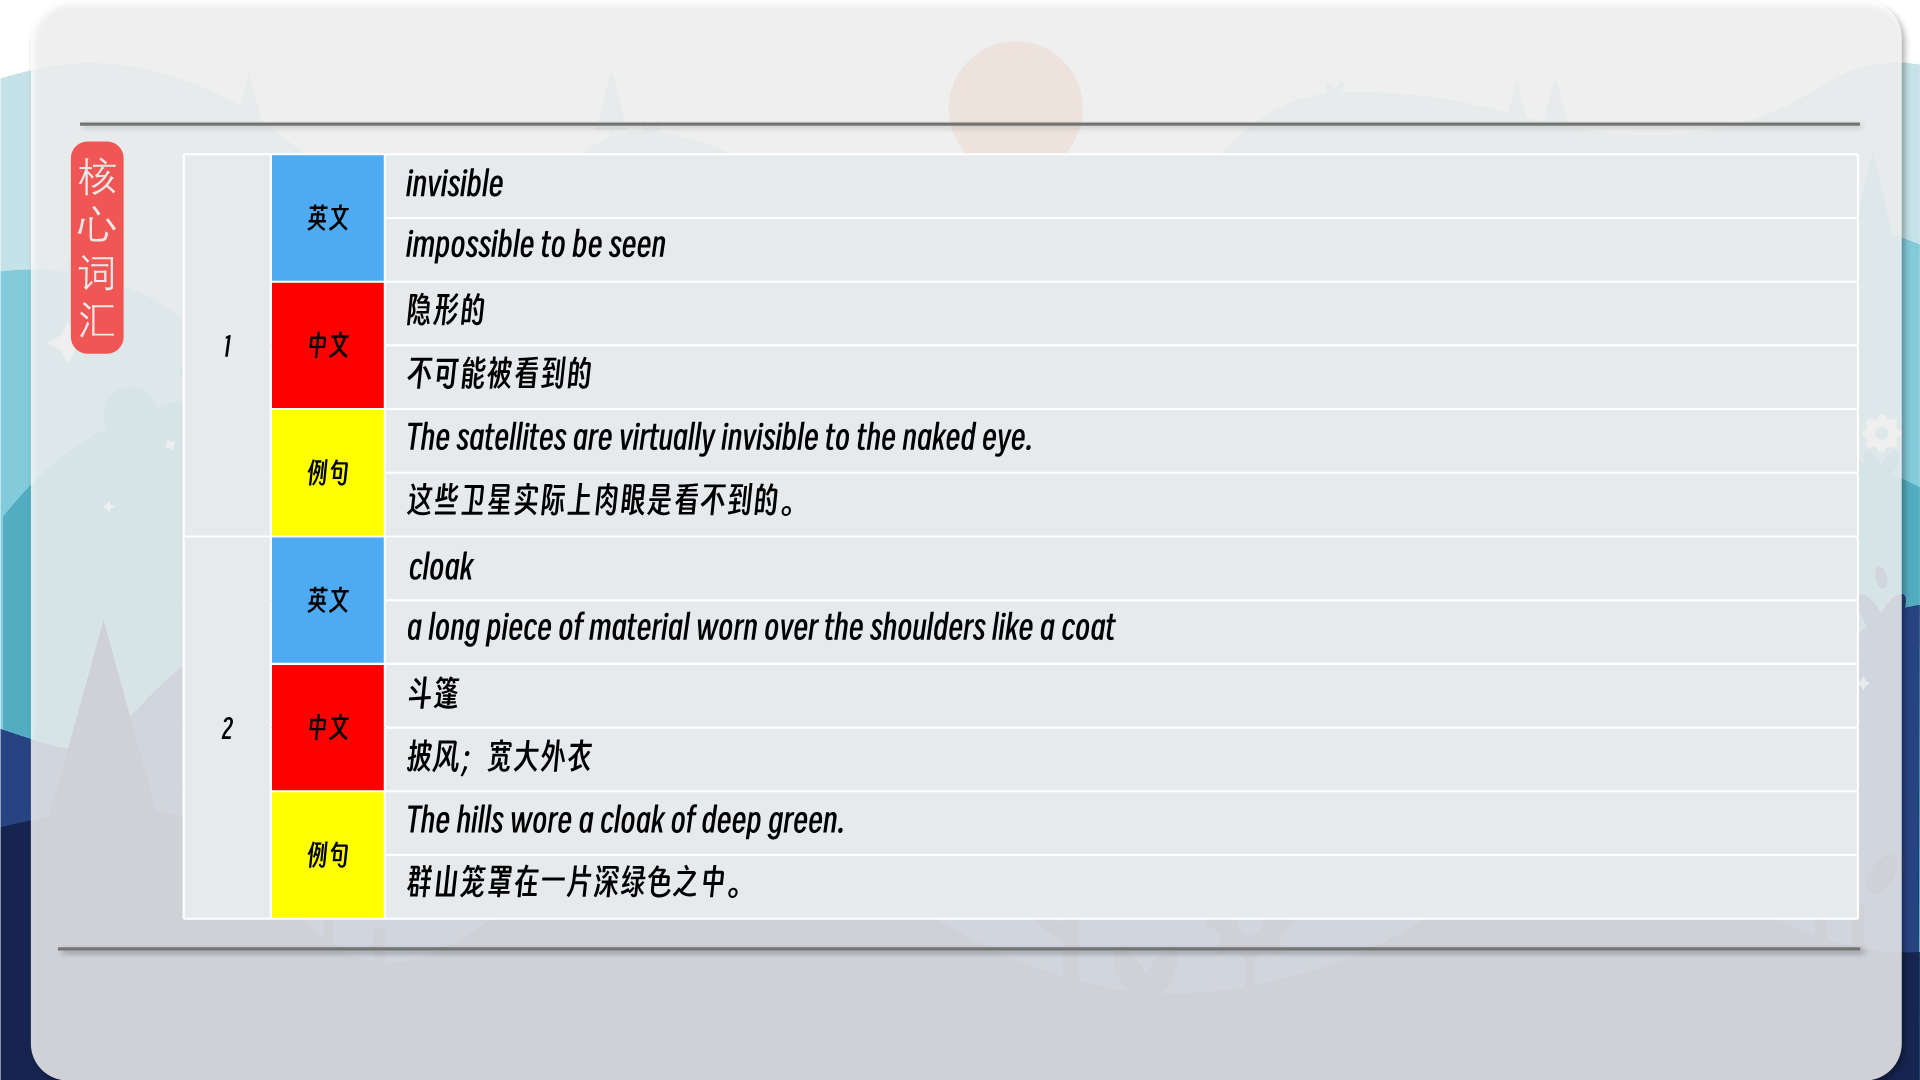 核
心
词
汇
1
英文
invisible
impossible to be seen
中文
隐形的
不可能被看到的
例句
The satellites are virtually invisible to the naked eye.
这些卫星实际上肉眼是看不到的。
2
英文
cloak
a long piece of material worn over the shoulders like a coat
中文
斗篷
披风；宽大外衣
例句
The hills wore a cloak of deep green.
群山笼罩在一片深绿色之中。